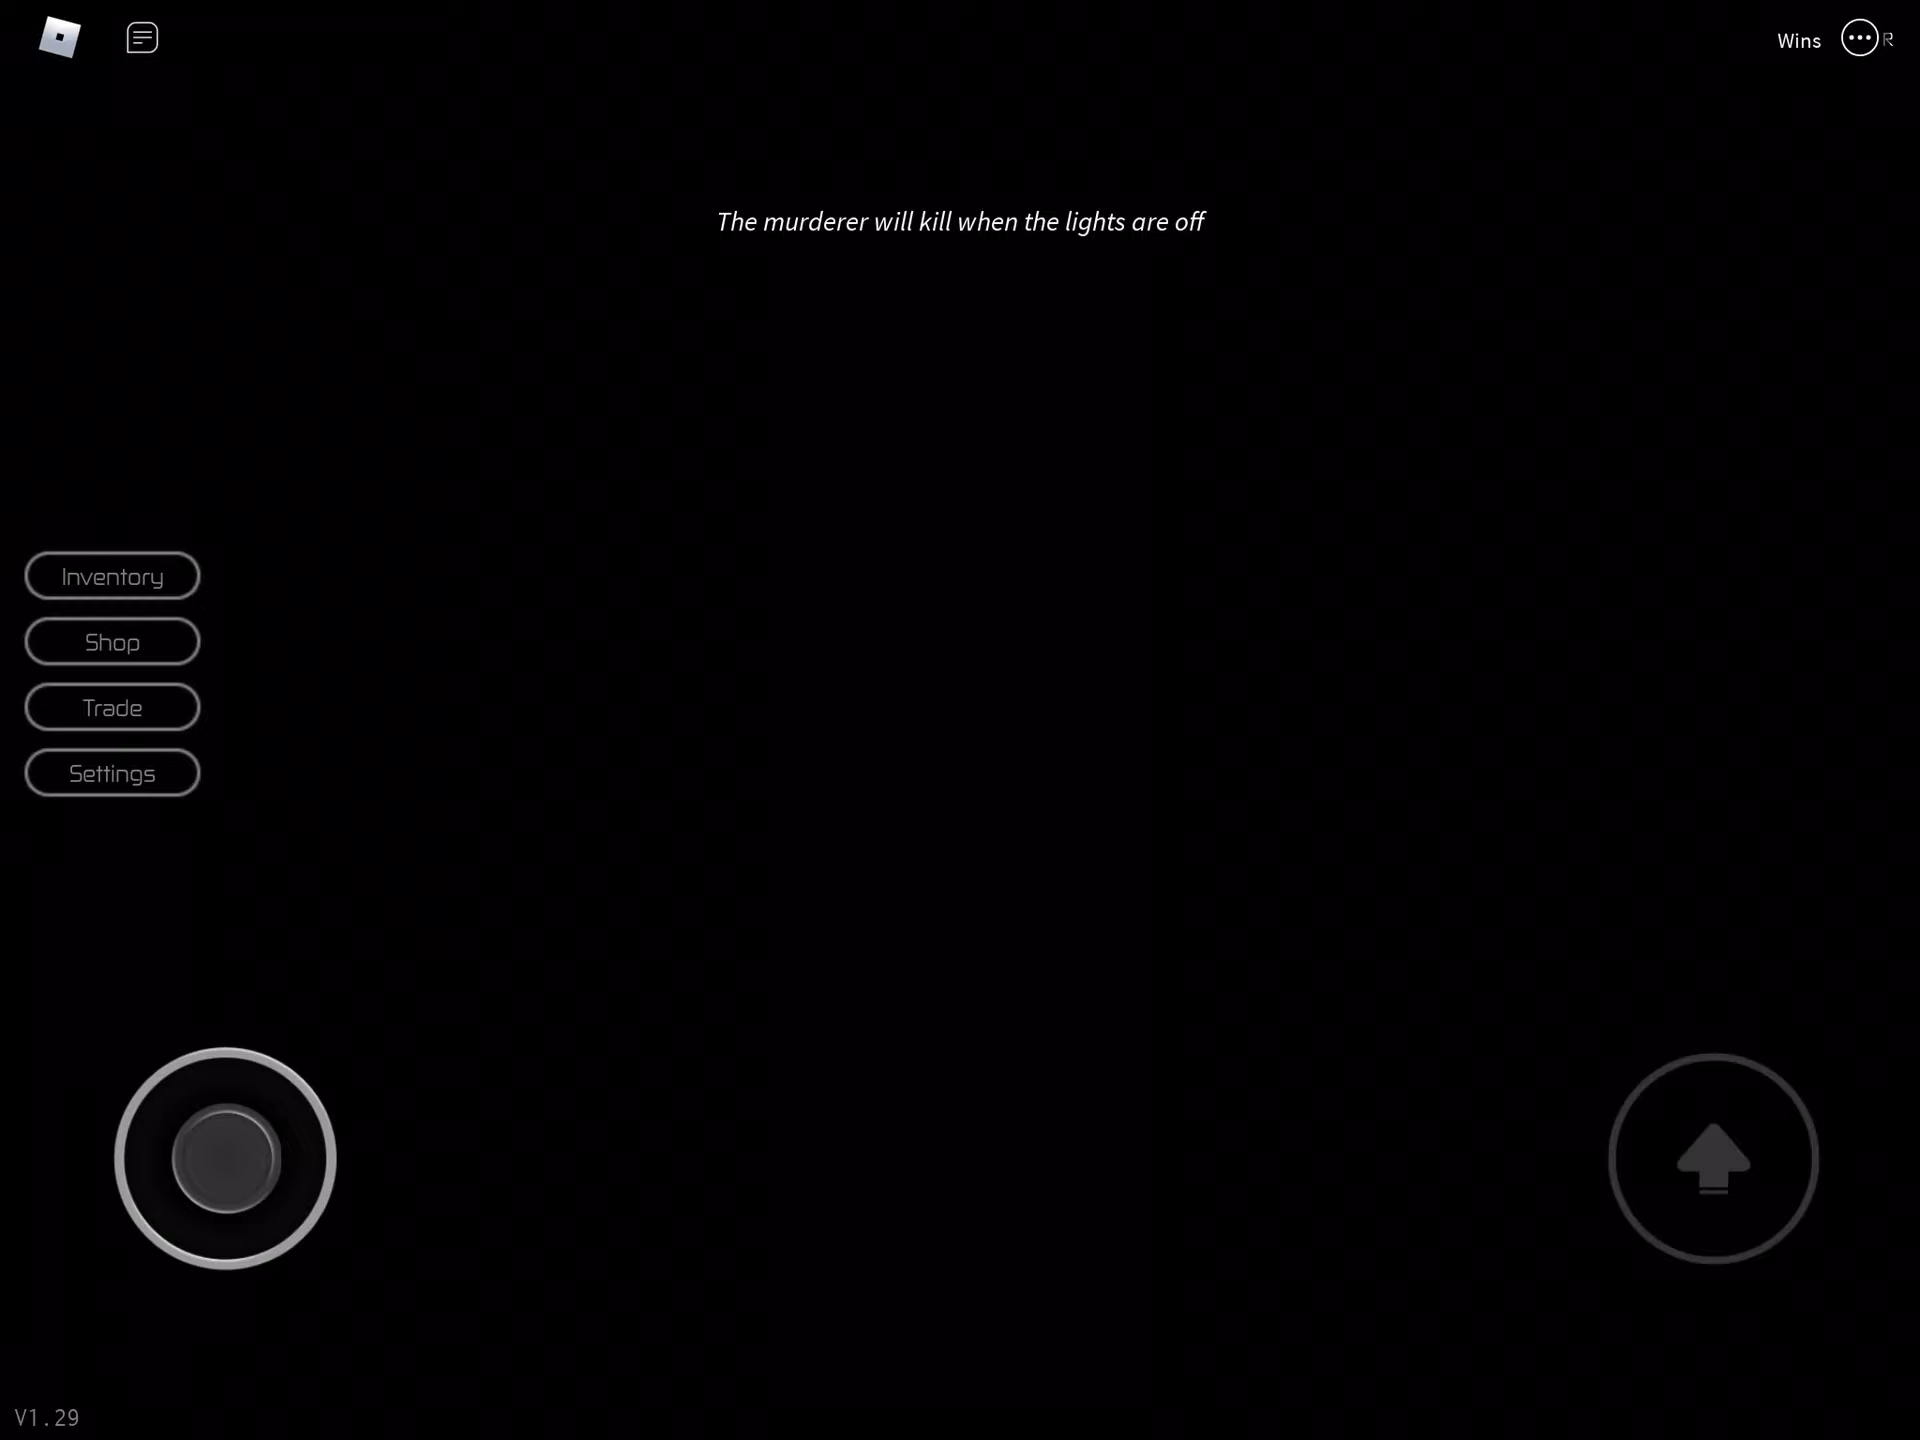 Wins
R
The murderer will kill when the lights are off
Inventory
Shop
Trade
Settings
V1.29